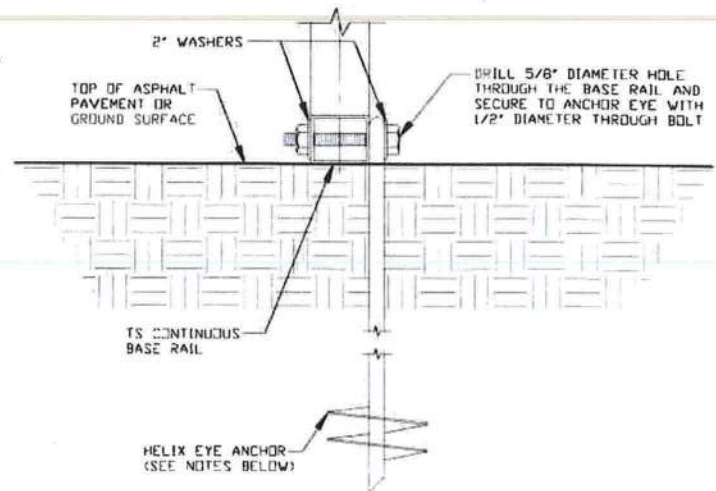 2" WASHERS
TOP OF ASPHALT
PAVEMENT OR
GROUND SURFACE
DRILL 5/8" DIAMETER HOLE
THROUGH THE BASE RAIL AND
SECURE TO ANCHOR EYE WITH
1/2" DIAMETER THROUGH BOLT
TS CONTINUOUS
BASE RAIL
HELIX EYE ANCHOR
(SEE NOTES BELOW)